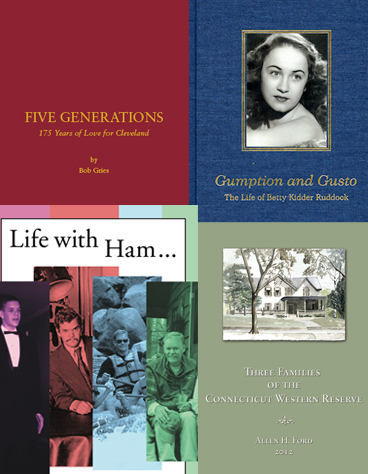 FIVE GENERATIONS
175 Years of Love for Cleveland
by
Bob Gries
Gumption and Gusto
The Life of Betty Kidder Ruddock
Life with Ham...
THREE FAMILIES
OF THE
CONNECTICUT WESTERN RESERVE
ALLEN H. FORD
2012